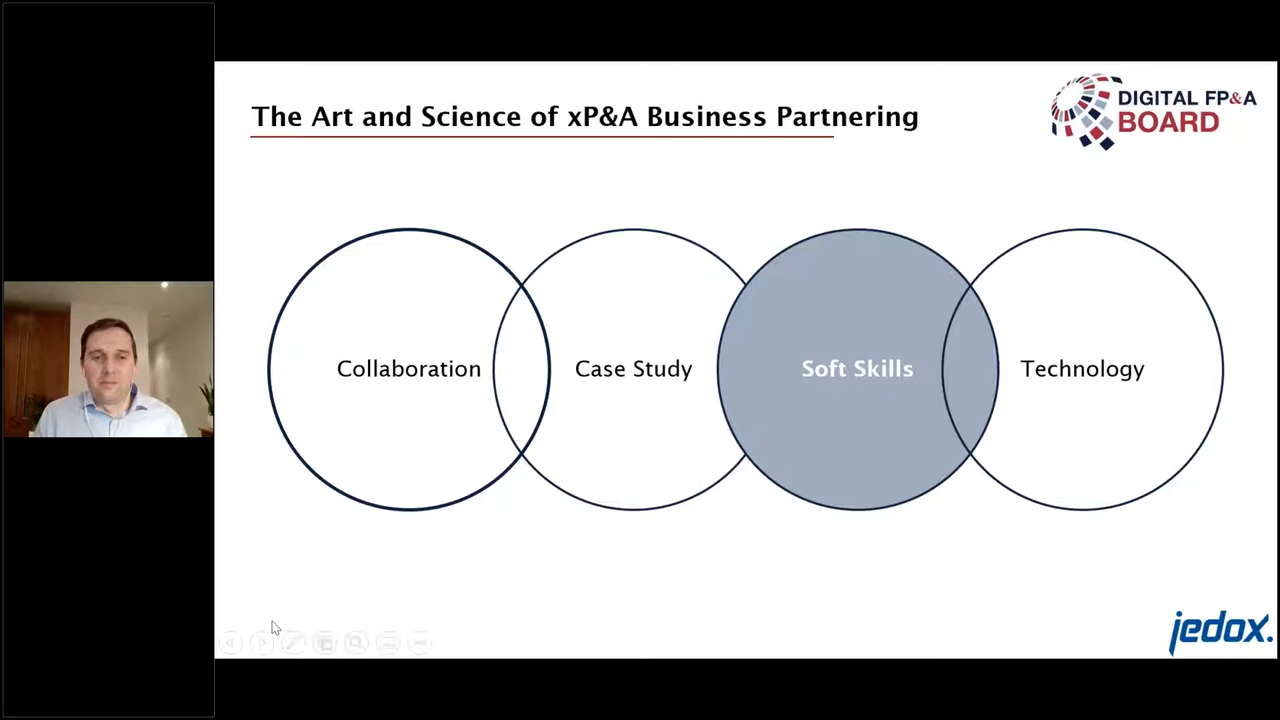 The Art and Science of xP&A Business Partnering
DIGITAL FP&A
BOARD
Collaboration
Case Study
Soft Skills
Technology
jedox.